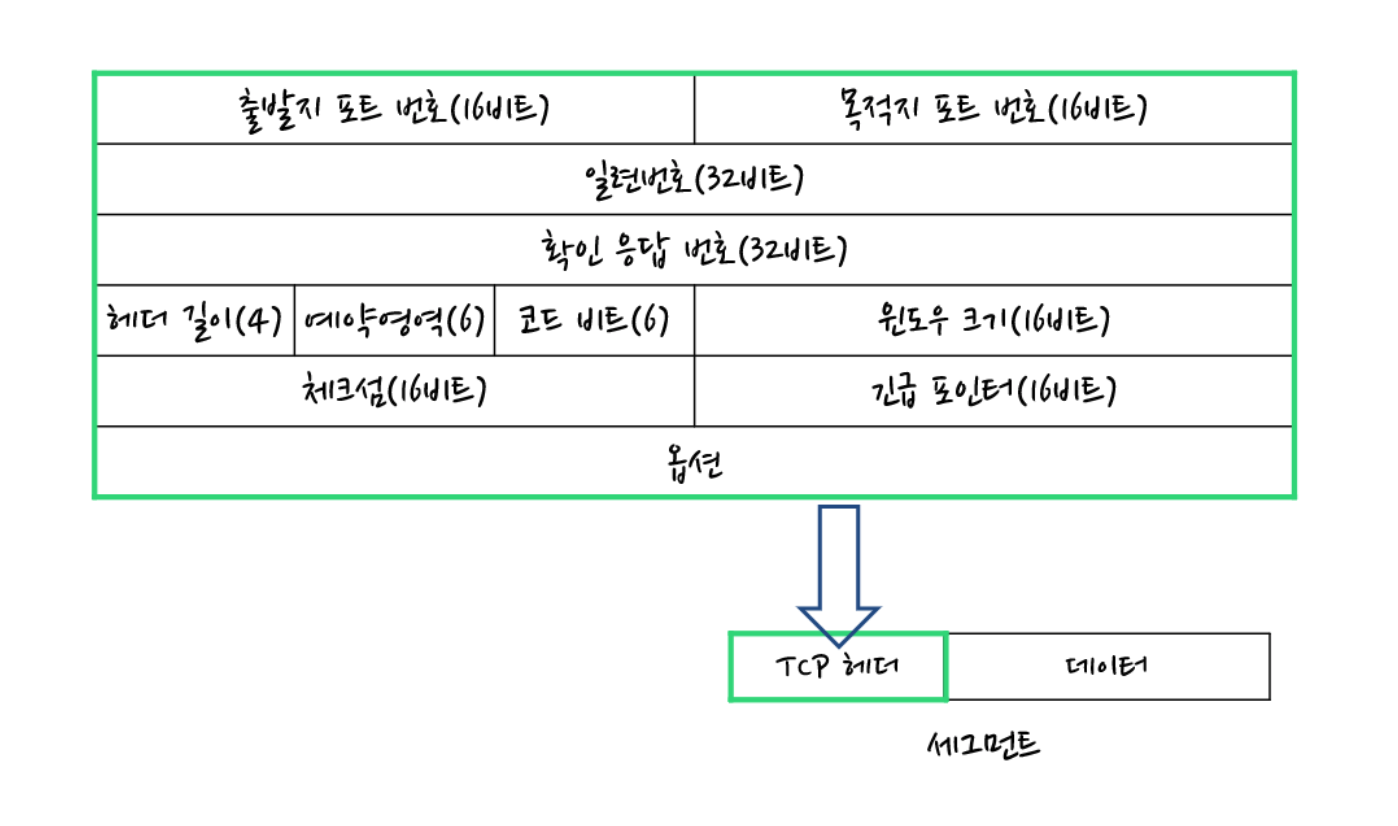 출발지 포트 번호(16비트) 목적지 포트 번호(16비트)
일련번호(32비트)
확인 응답 번호(32비트)
헤더 길이(4) 예약영역(6) 코드 비트(6) 윈도우 크기(16비트)
체크섬(16비트) 긴급 포인터(16비트)
옵션
TCP 헤더 데이터
세그먼트